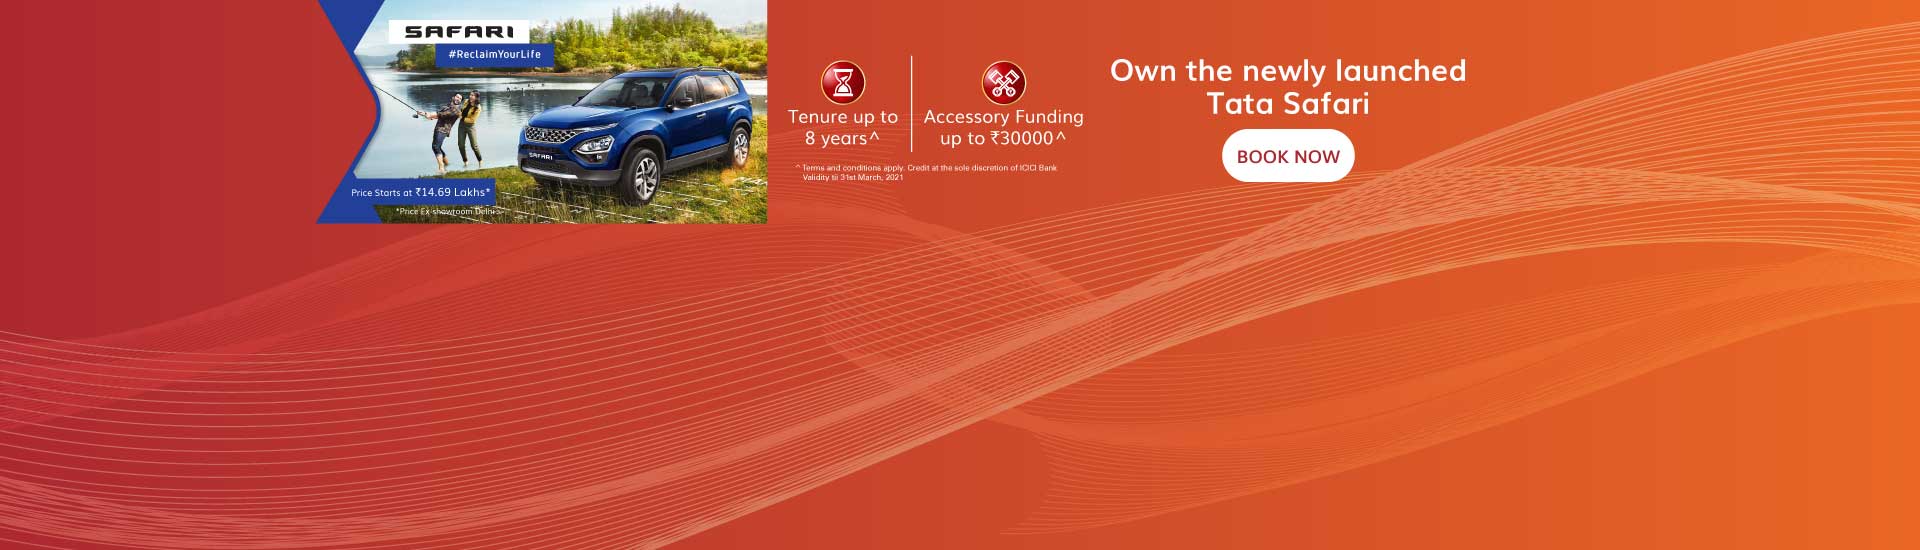 SAFARI
#ReclaimYourLife
SAFARI
Price Starts at ₹14.69 Lakhs*
*Price Ex-showroom Delhi
Tenure up to
8 years^
Accessory Funding
up to ₹30000^
^ Terms and conditions apply. Credit at the sole discretion of ICICI Bank
Validity til 31st March, 2021
Own the newly launched
Tata Safari
BOOK NOW